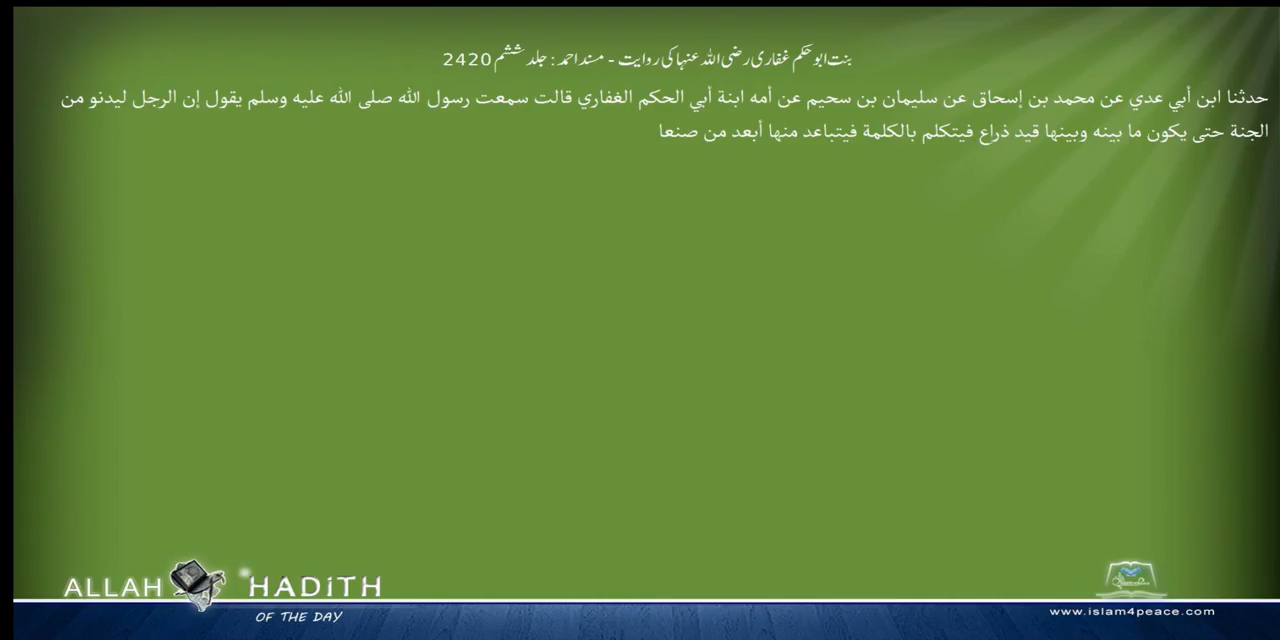 بنت ابوحکم غفاری رضی اللہ عنہا کی روایت - مسند احمد : جلد ششم 2420
حدثنا ابن أبي عدي عن محمد بن إسحاق عن سليمان بن سحيم عن أمه ابنة أبي الحكم الغفاري قالت سمعت رسول الله صلى الله عليه وسلم يقول إن الرجل ليدنو من
الجنة حتى يكون ما بينه وبينها قيد ذراع فيتكلم بالكلمة فيتباعد منها أبعد من صنعا
ALLAH HADITH
OF THE DAY
www.islam4peace.com